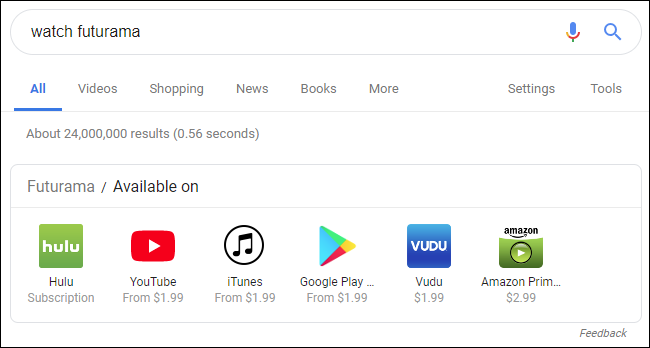 watch futurama
All Videos Shopping News Books More Settings Tools
About 24,000,000 results (0.56 seconds)
Futurama / Available on
hulu VUDU amazon
Hulu YouTube iTunes Google Play ... Vudu Amazon Prim...
Subscription From $1.99 From $1.99 From $1.99 $1.99 $2.99
Feedback